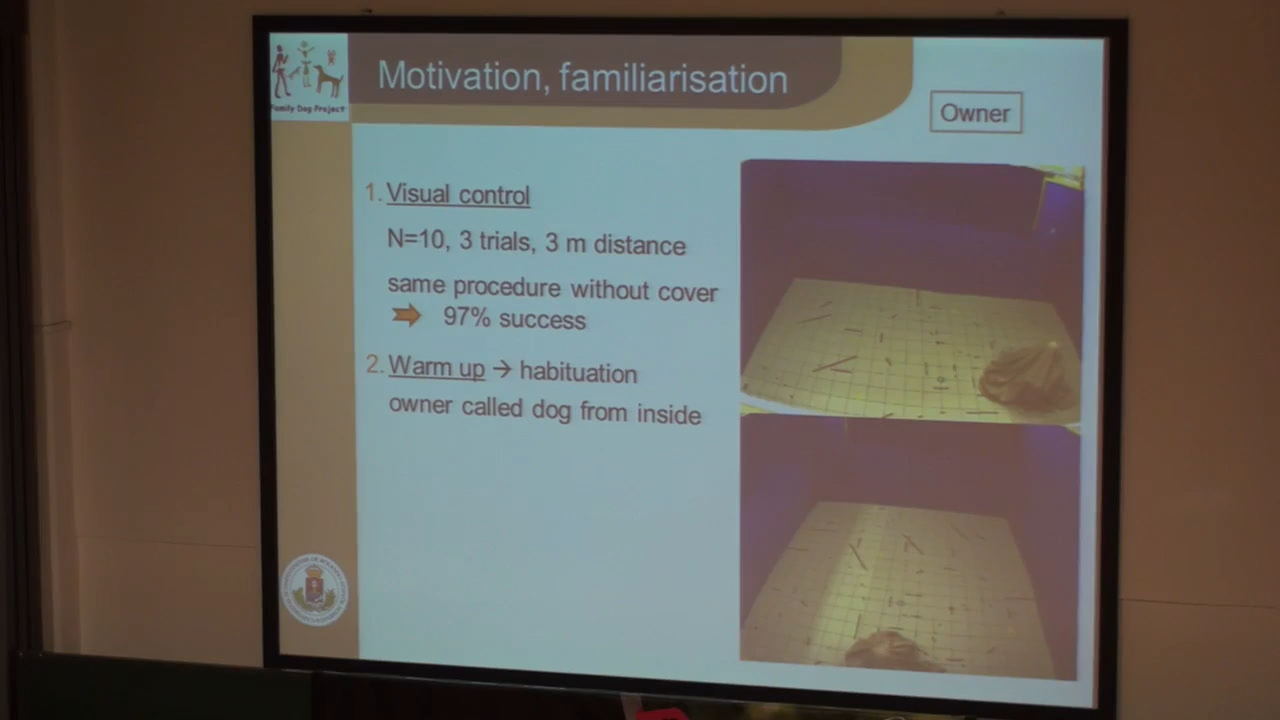 Motivation, familiarisation
Family Dog Project
Owner
1. Visual control
N=10, 3 trials, 3 m distance
same procedure without cover
97% success
2. Warm up → habituation
owner called dog from inside